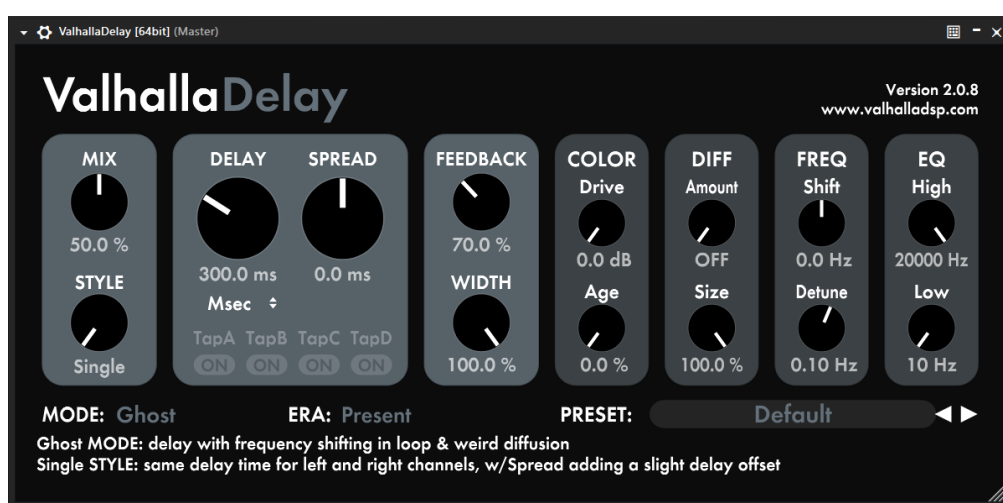 ValhallaDelay [64bit] (Master)
ValhallaDelay
Version 2.0.8
www.valhalladsp.com
MIX
50.0 %
STYLE
Single
DELAY SPREAD
300.0 ms 0.0 ms
Msec
TapA TapB TapC TapD
ON ON ON ON
FEEDBACK
70.0 %
WIDTH
100.0 %
COLOR
Drive
0.0 dB
Age
0.0 %
DIFF
Amount
OFF
Size
100.0 %
FREQ
Shift
0.0 Hz
Detune
0.10 Hz
EQ
High
20000 Hz
Low
10 Hz
MODE: Ghost ERA: Present PRESET: Default
Ghost MODE: delay with frequency shifting in loop & weird diffusion
Single STYLE: same delay time for left and right channels, w/Spread adding a slight delay offset